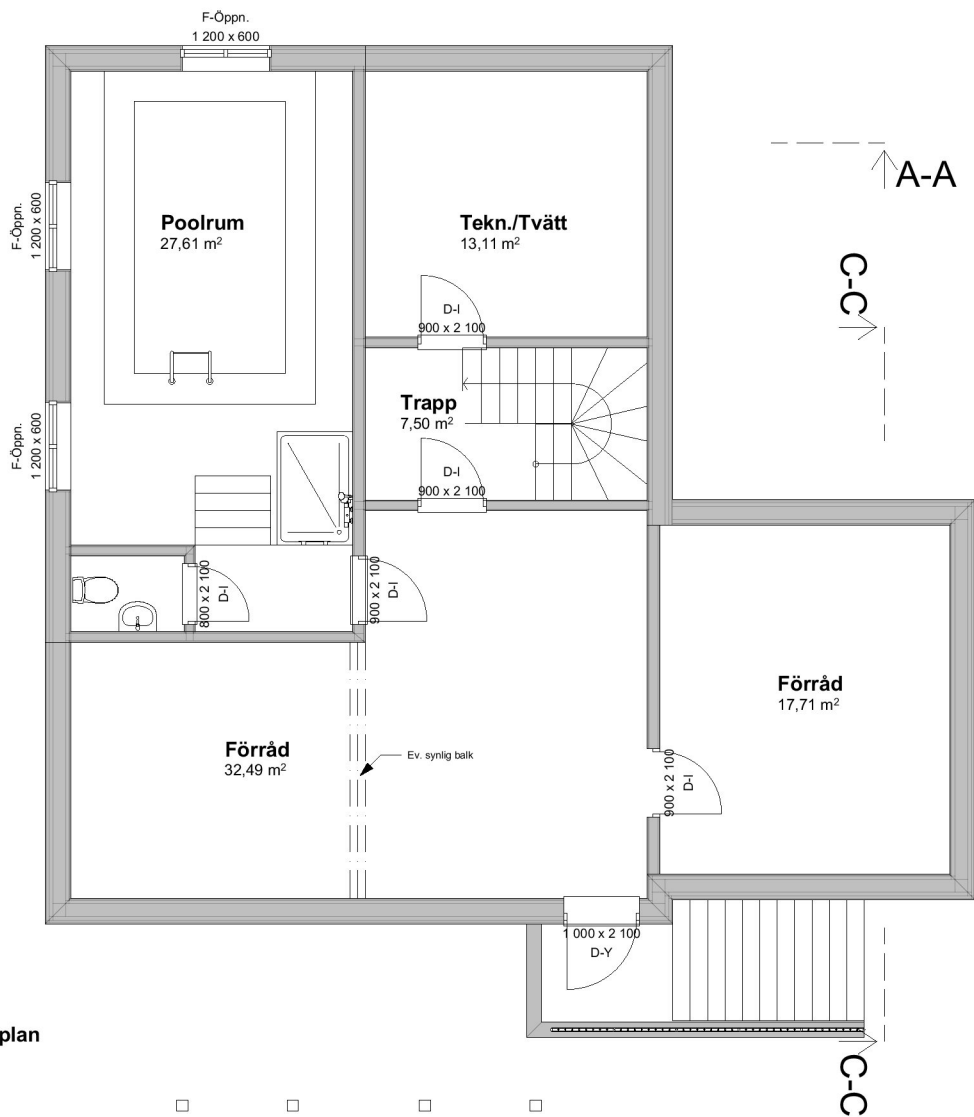 F-Öppn.
1 200 x 600
A-A
F-Öppn.
1 200 x 600
Poolrum
27,61 m²
Tekn./Tvätt
13,11 m²
C-C
D-I
900 x 2 100
Trapp
7,50 m²
F-Öppn.
1 200 x 600
D-I
900 x 2 100
800 x 2 100
D-I
900 x 2 100
D-I
Förråd
17,71 m²
Förråd
32,49 m²
Ev. synlig balk
900 x 2 100
D-I
1 000 x 2 100
D-Y
plan
C-C